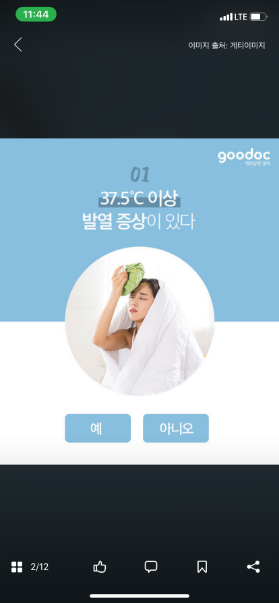 11:44
LTE
이미지 출처: 게티이미지
goodoc
01
37.5℃ 이상
발열 증상이 있다
예
아니오
2/12